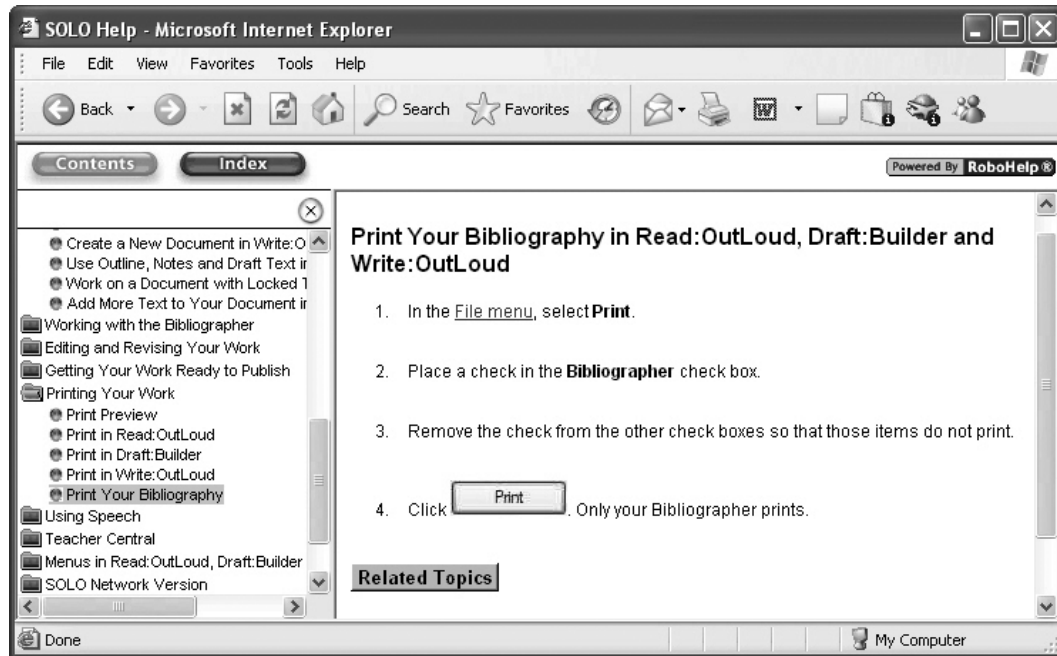 SOLO Help - Microsoft Internet Explorer
File Edit View Favorites Tools Help
Back Search Favorites
Contents Index Powered By RoboHelp ®
Create a New Document in Write:O
Use Outline, Notes and Draft Text in
Work on a Document with Locked T
Add More Text to Your Document in
Working with the Bibliographer
Editing and Revising Your Work
Getting Your Work Ready to Publish
Printing Your Work
Print Preview
Print in Read:OutLoud
Print in Draft:Builder
Print in Write:OutLoud
Print Your Bibliography
Using Speech
Teacher Central
Menus in Read:OutLoud, Draft:Builder
SOLO Network Version
Print Your Bibliography in Read:OutLoud, Draft:Builder and
Write:OutLoud
1. In the File menu, select Print.
2. Place a check in the Bibliographer check box.
3. Remove the check from the other check boxes so that those items do not print.
4. Click Print . Only your Bibliographer prints.
Related Topics
Done My Computer